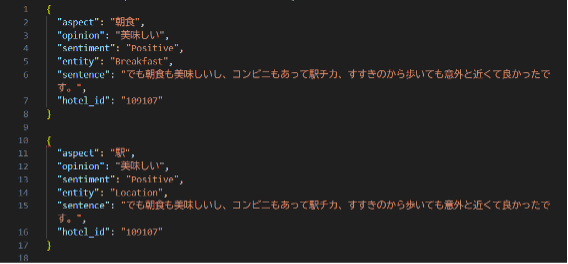 1 {
2 "aspect": "朝食",
3 "opinion": "美味しい",
4 "sentiment": "Positive",
5 "entity": "Breakfast",
6 "sentence": "でも朝食も美味しいし、コンビニもあって駅チカ、すすきのから歩いても意外と近くて良かったで
す。",
7 "hotel_id": "109107"
8 }
9
10 {
11 "aspect": "駅",
12 "opinion": "美味しい",
13 "sentiment": "Positive",
14 "entity": "Location",
15 "sentence": "でも朝食も美味しいし、コンビニもあって駅チカ、すすきのから歩いても意外と近くて良かったで
す。",
16 "hotel_id": "109107"
17 }
18